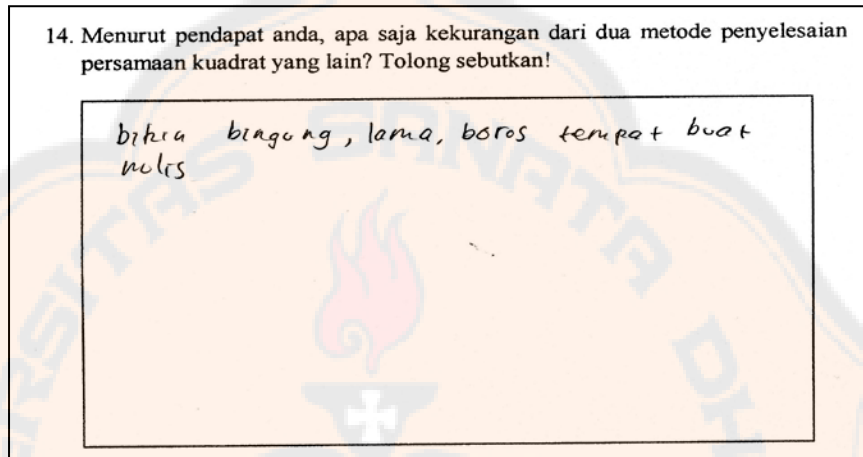 14. Menurut pendapat anda, apa saja kekurangan dari dua metode penyelesaian
persamaan kuadrat yang lain? Tolong sebutkan!
bikin bingung, lama, boros tempat buat
nulis